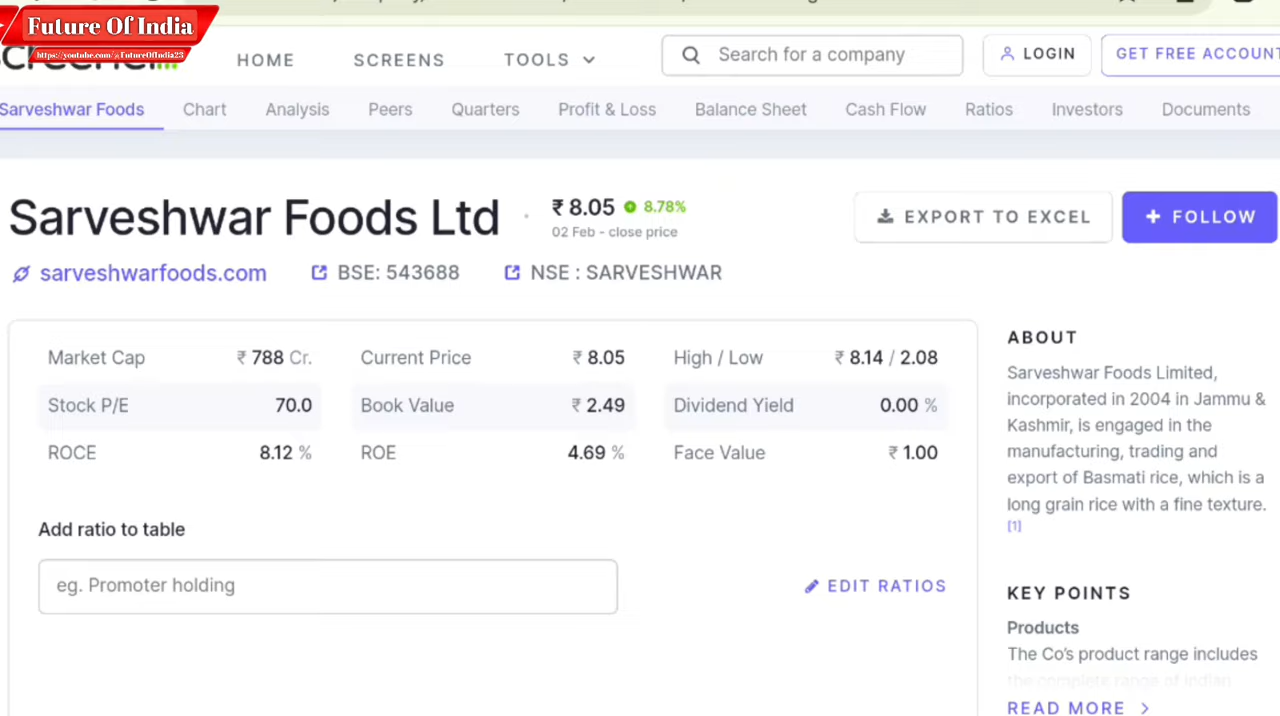 Future Of India
https://youtube.com/@FutureOfIndia23
HOME
SCREENS
TOOLS
Search for a company
LOGIN
GET FREE ACCOUNT
Sarveshwar Foods
Chart
Analysis
Peers
Quarters
Profit & Loss
Balance Sheet
Cash Flow
Ratios
Investors
Documents
Sarveshwar Foods Ltd
₹ 8.05 8.78%
02 Feb - close price
EXPORT TO EXCEL
+ FOLLOW
sarveshwarfoods.com
BSE: 543688
NSE : SARVESHWAR
Market Cap ₹ 788 Cr.
Current Price ₹ 8.05
High / Low ₹ 8.14 / 2.08
Stock P/E 70.0
Book Value ₹ 2.49
Dividend Yield 0.00 %
ROCE 8.12 %
ROE 4.69 %
Face Value ₹ 1.00
Add ratio to table
eg. Promoter holding
EDIT RATIOS
ABOUT
Sarveshwar Foods Limited,
incorporated in 2004 in Jammu &
Kashmir, is engaged in the
manufacturing, trading and
export of Basmati rice, which is a
long grain rice with a fine texture.
[1]
KEY POINTS
Products
The Co's product range includes
the complete range of Indian
READ MORE